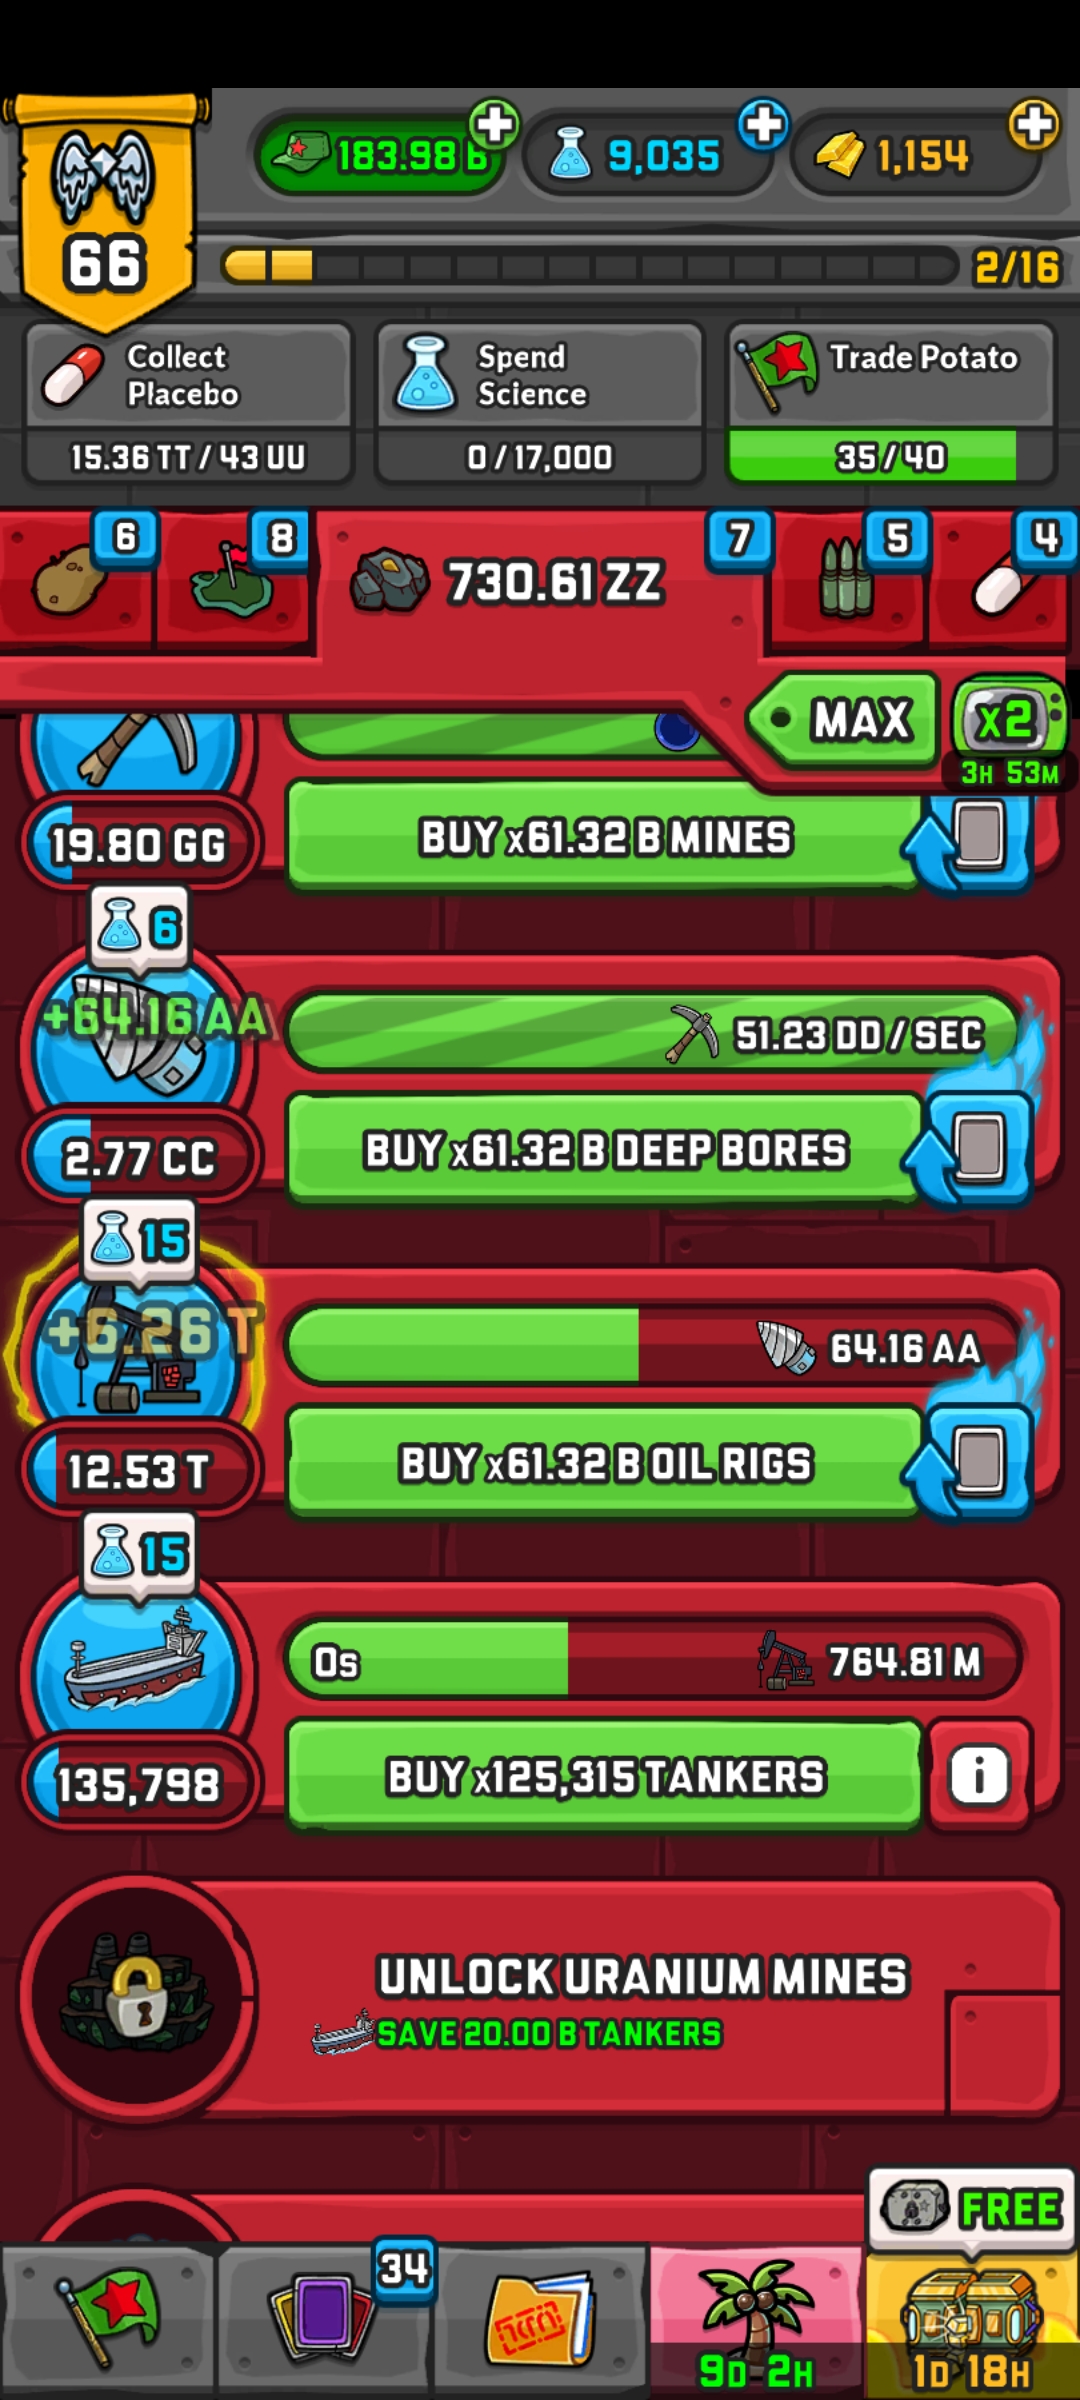 183.98 B
9,035
1,154
66
2/16
Collect
Placebo
15.36 TT / 43 UU
Spend
Science
0 / 17,000
Trade Potato
35 / 40
6
8
730.61 ZZ
7
5
4
MAX
x2
3H 53M
19.80 GG
BUY x61.32 B MINES
6
+64.16 AA
51.23 DD / SEC
2.77 CC
BUY x61.32 B DEEP BORES
15
+6.26 T
64.16 AA
12.53 T
BUY x61.32 B OIL RIGS
15
0s
764.81 M
135,798
BUY x125,315 TANKERS
i
UNLOCK URANIUM MINES
SAVE 20.00 B TANKERS
FREE
34
9D 2H
1D 18H